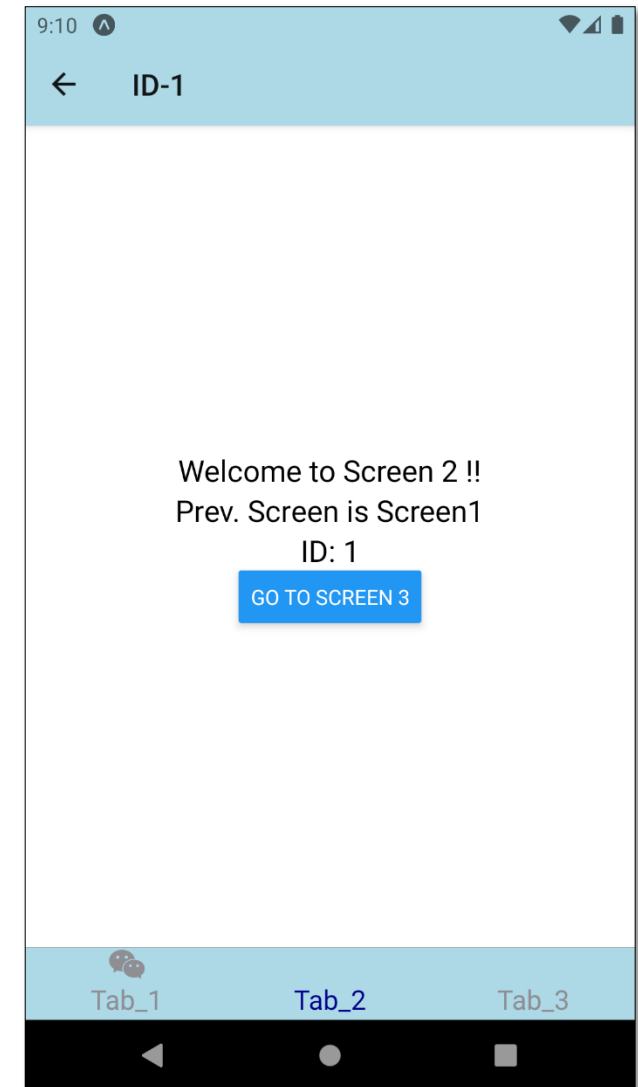 9:10
ID-1
Welcome to Screen 2 !!
Prev. Screen is Screen1
ID: 1
GO TO SCREEN 3
Tab_1
Tab_2
Tab_3